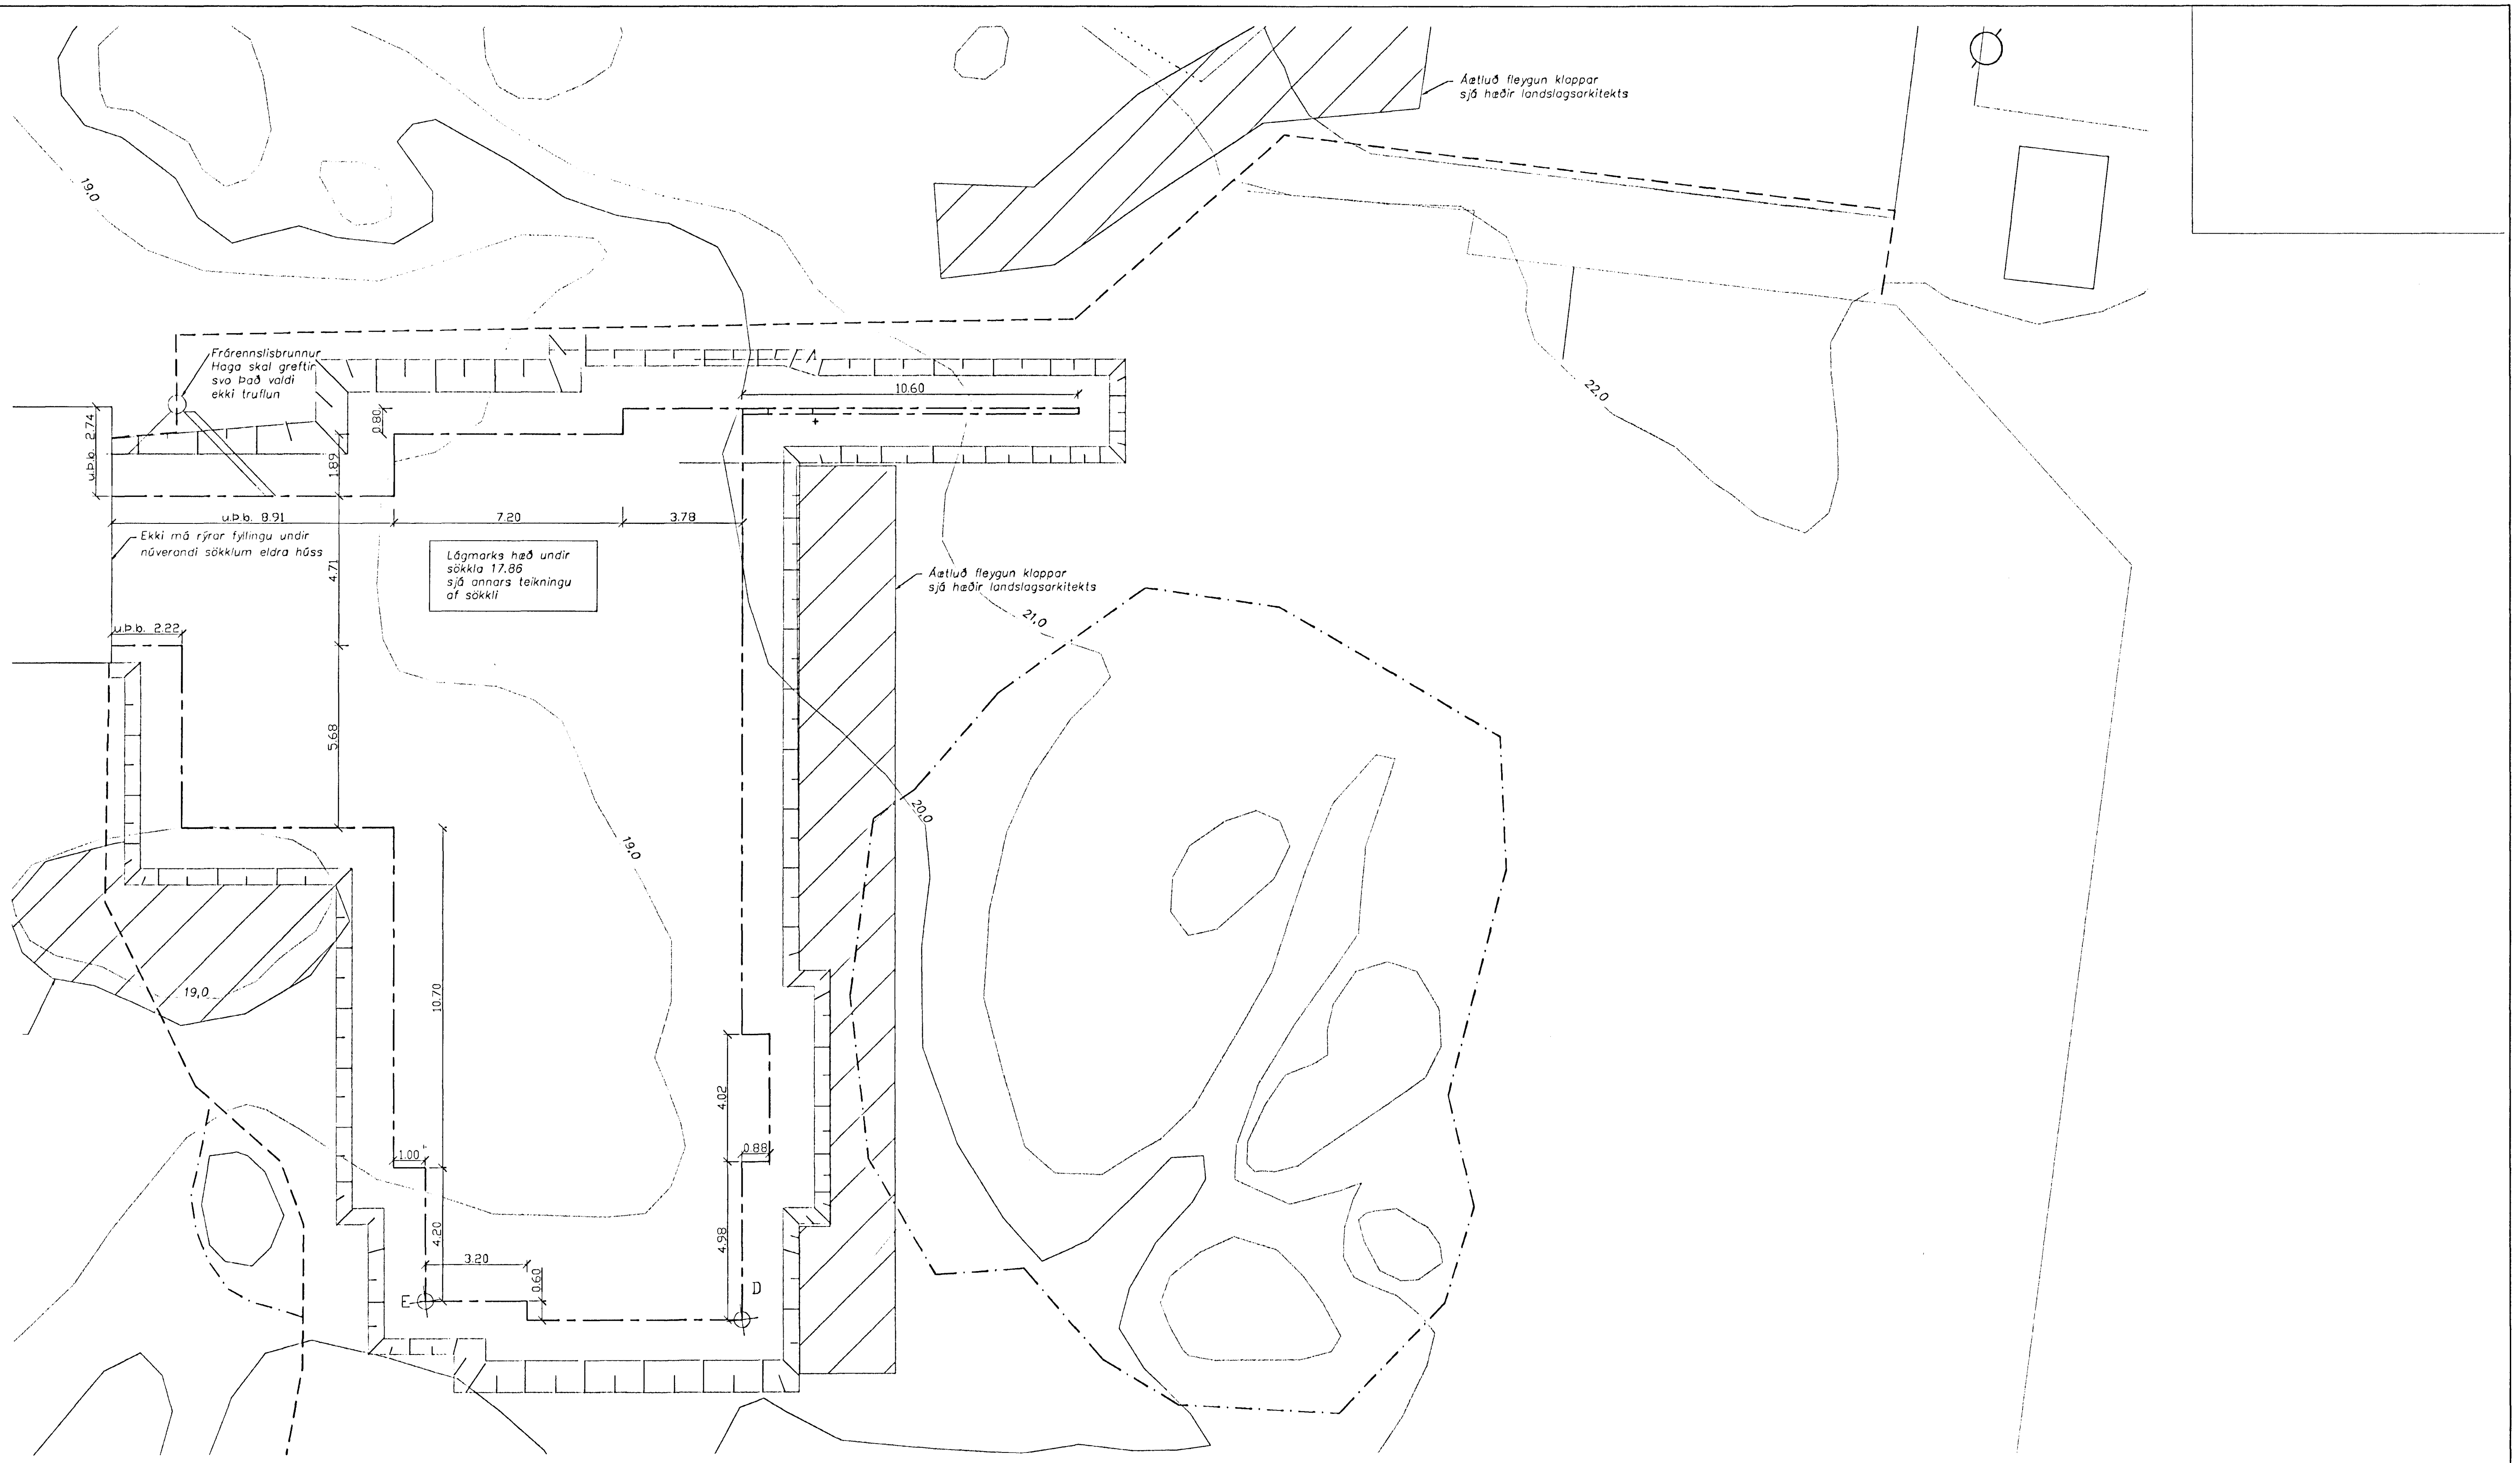 Áætluð fleygun klappar
sjá hæðir landslagsarkitekts
19,0
Frárennslisbrunnur
Haga skal greftir
svo Það valdi
ekki truflun
22,0
10.60
0.80
u.Þ.b. 2.74
1.89
u.Þ.b. 8.91
7.20
3.78
Ekki má rýrar fyllingu undir
núverandi sökklum eldra húss
Lágmarks hæð undir
sökkla 17.86
sjá annars teikningu
af sökkli
4.71
Áætluð fleygun klappar
sjá hæðir landslagsarkitekts
21,0
u.Þ.b. 2.22
5.68
20,0
19,0
19,0
10.70
4.02
1.00
0.88
4.20
4.98
3.20
0.60
E
D